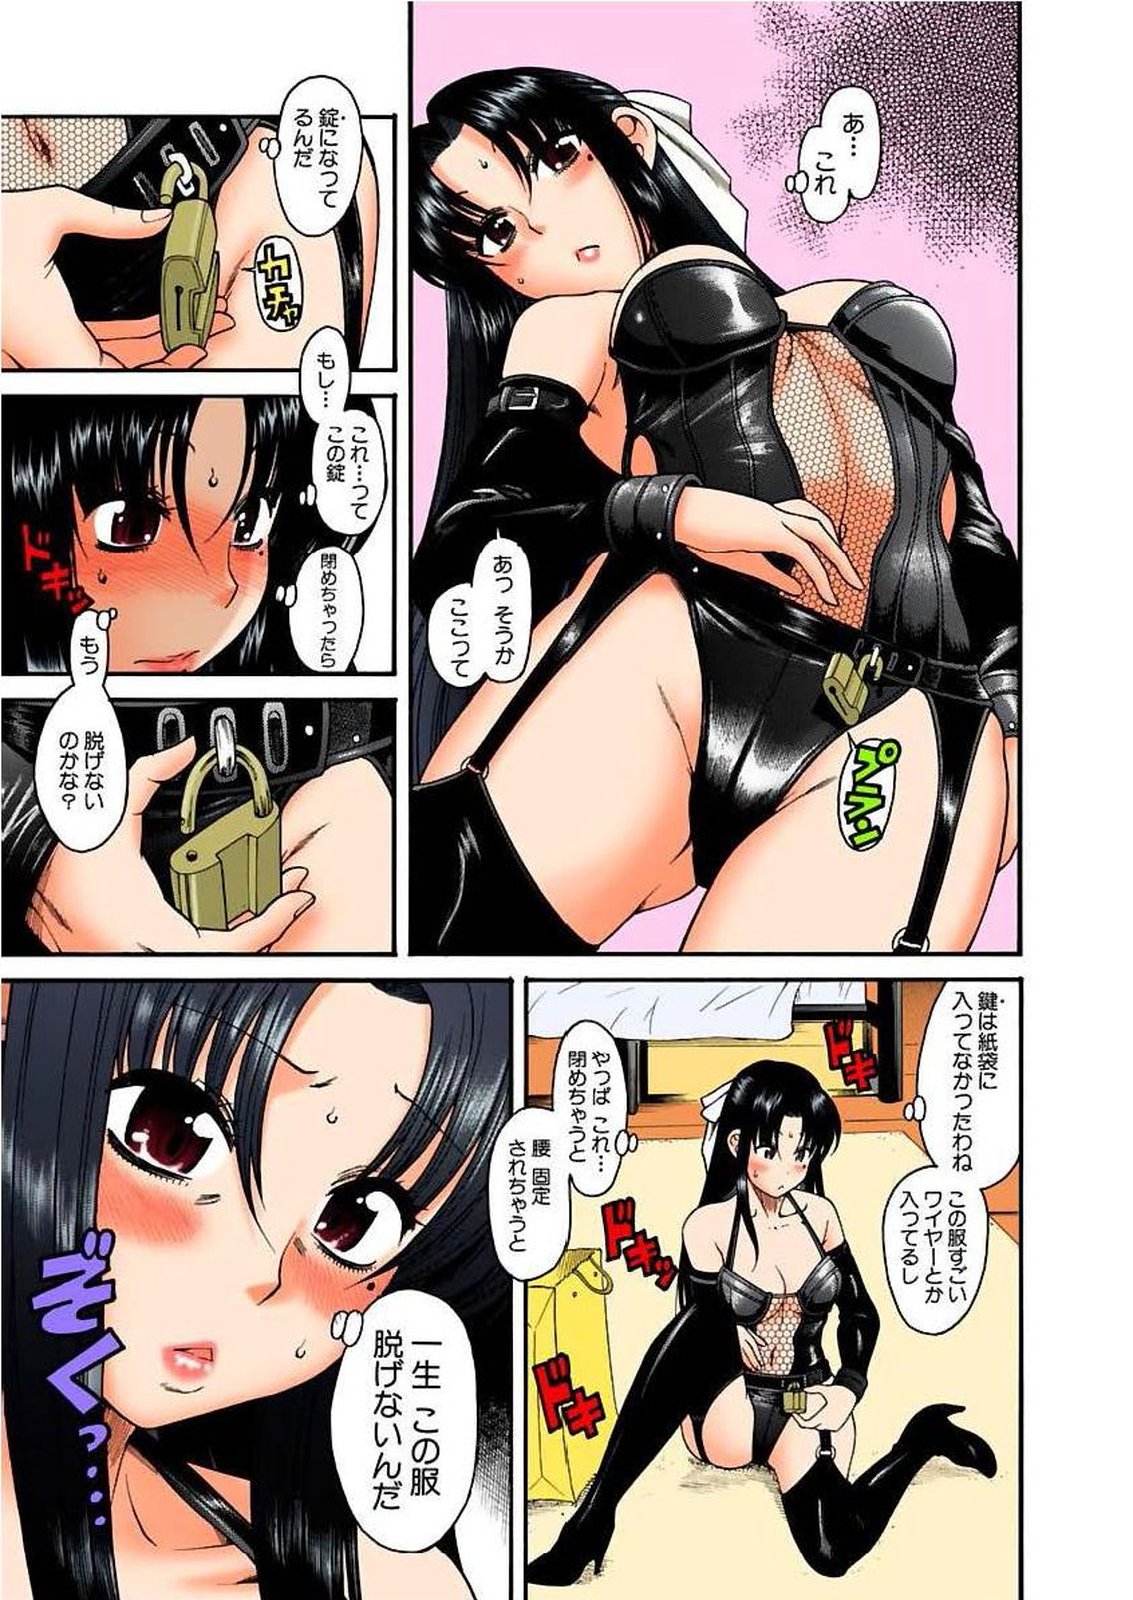 あ…
これ
あっ そうか
ここって
ペム、
錠になって
るんだ
カチャ
もし…
これ…って
この錠
閉めちゃったら
ドキッ
もう
脱げない
のかな？
鍵は紙袋に
入ってなかったわね
この服すごい
ワイヤーとか
入ってるし
ドキッ
やっぱ これ…
閉めちゃうと
腰 固定
されちゃうと
ドキッ
ドキッ
一生 この服
脱げないんだ
ぞくっ…